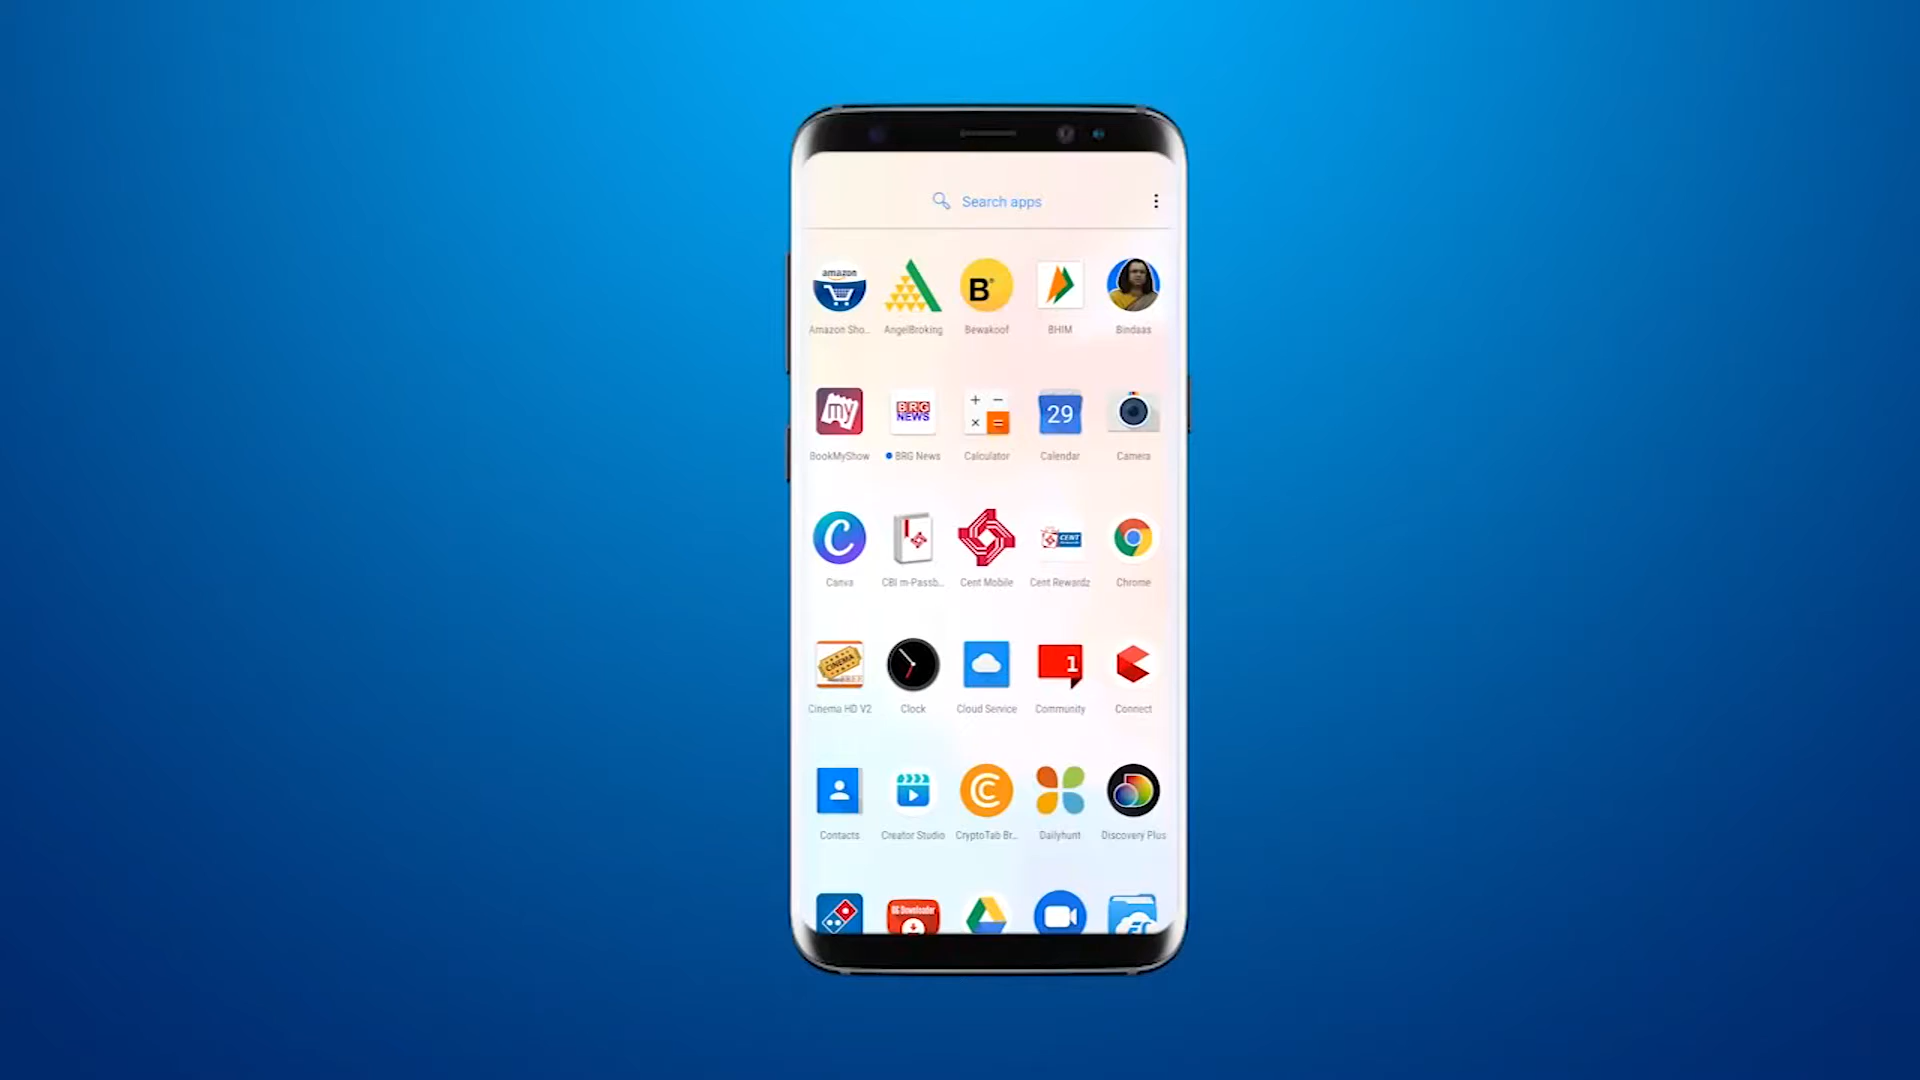 Search apps
amazon
B
Amazon Sho..
AngelBroking
Bewakoof
BHIM
Bindaas
my
BRG
NEWS
+ −
× =
29
BookMyShow
BRG News
Calculator
Calendar
Camera
C
CENT
Canva
CBI m-Passb..
Cent Mobile
Cent Rewardz
Chrome
CINEMA
1
Cinema HD V2
Clock
Cloud Service
Community
Connect
Contacts
Creator Studio
CryptoTab Br..
Dailyhunt
Discovery Plus
DG Downloader